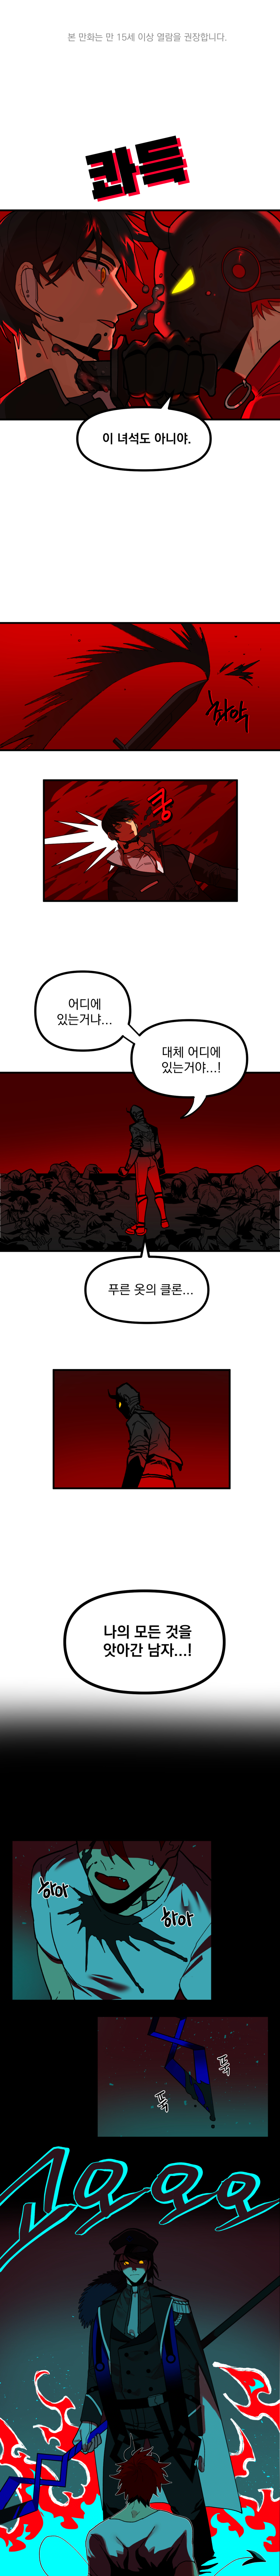 본 만화는 만 15세 이상 열람을 권장합니다.
콰득
이 녀석도 아니야.
촤악
쿵
어디에
있는거냐...
대체 어디에
있는거야...!
푸른 옷의 클론...
나의 모든 것을
앗아간 남자...!
하아
하아
뚝
뚝
고오오오